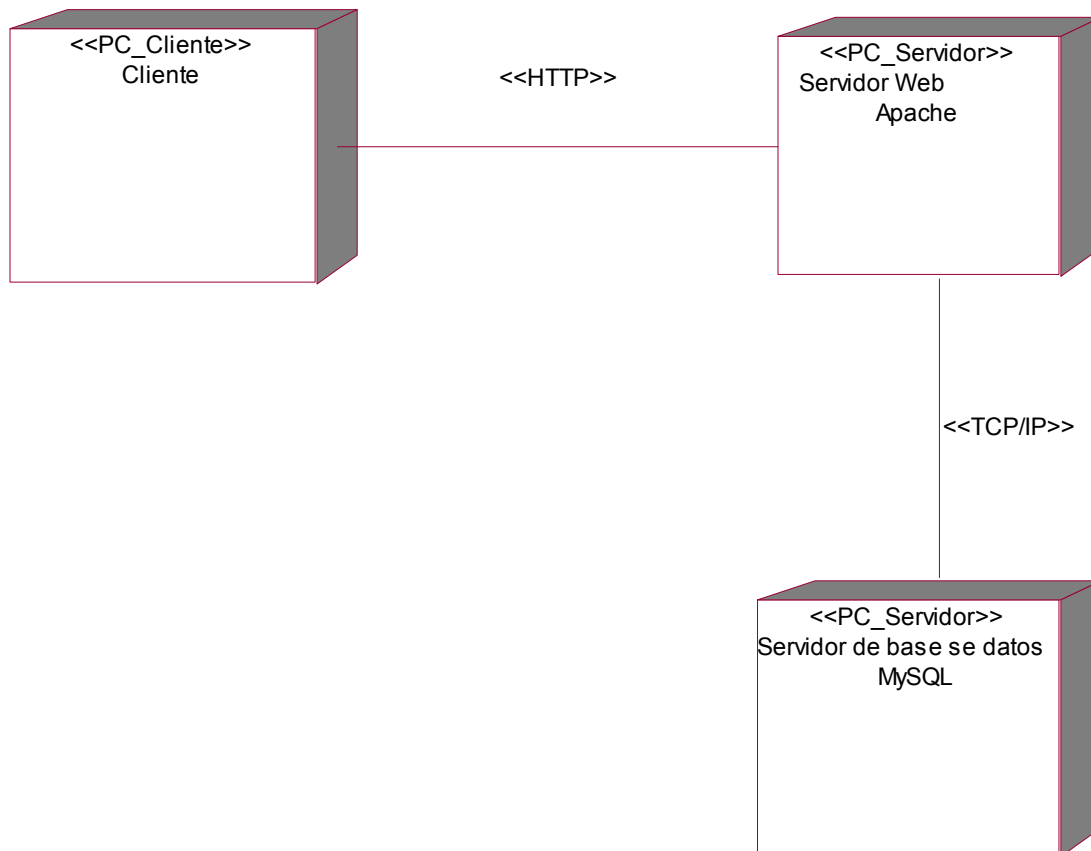 <<PC_Cliente>>
Cliente
<<HTTP>>
<<PC_Servidor>>
Servidor Web
Apache
<<TCP/IP>>
<<PC_Servidor>>
Servidor de base se datos
MySQL